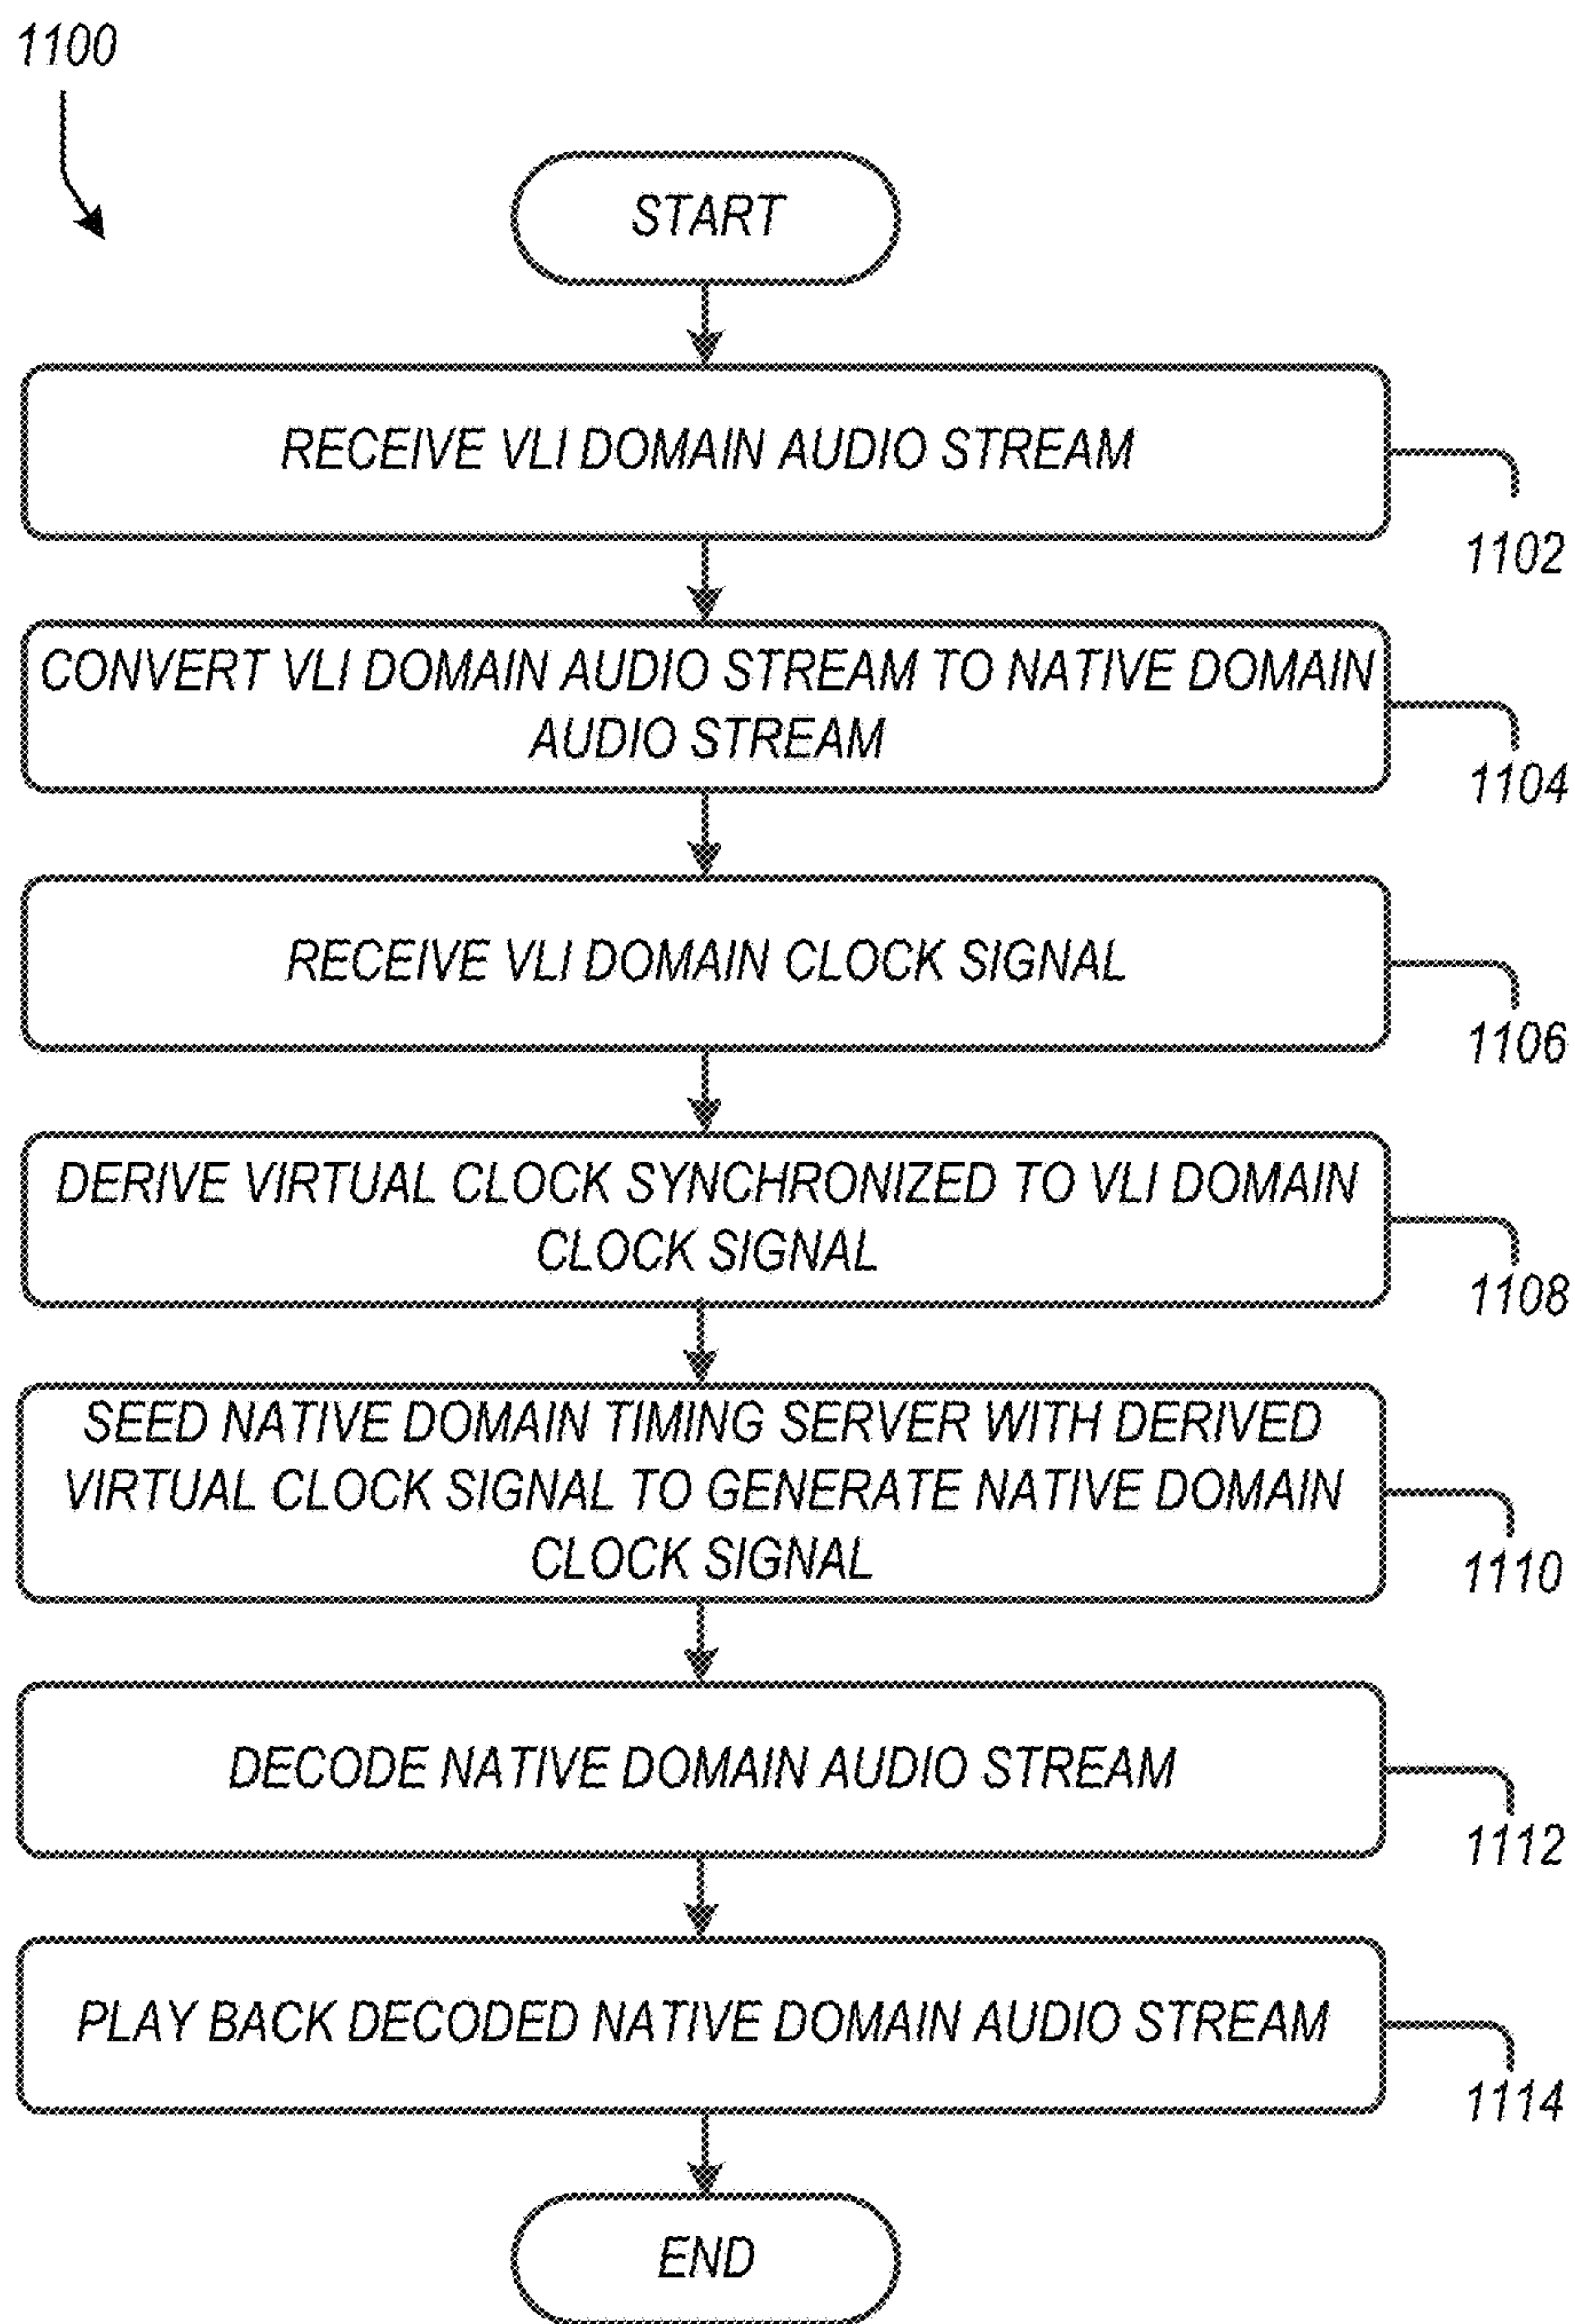 1100
START
RECEIVE VLI DOMAIN AUDIO STREAM
1102
CONVERT VLI DOMAIN AUDIO STREAM TO NATIVE DOMAIN
AUDIO STREAM
1104
RECEIVE VLI DOMAIN CLOCK SIGNAL
1106
DERIVE VIRTUAL CLOCK SYNCHRONIZED TO VLI DOMAIN
CLOCK SIGNAL
1108
SEED NATIVE DOMAIN TIMING SERVER WITH DERIVED
VIRTUAL CLOCK SIGNAL TO GENERATE NATIVE DOMAIN
CLOCK SIGNAL
1110
DECODE NATIVE DOMAIN AUDIO STREAM
1112
PLAY BACK DECODED NATIVE DOMAIN AUDIO STREAM
1114
END